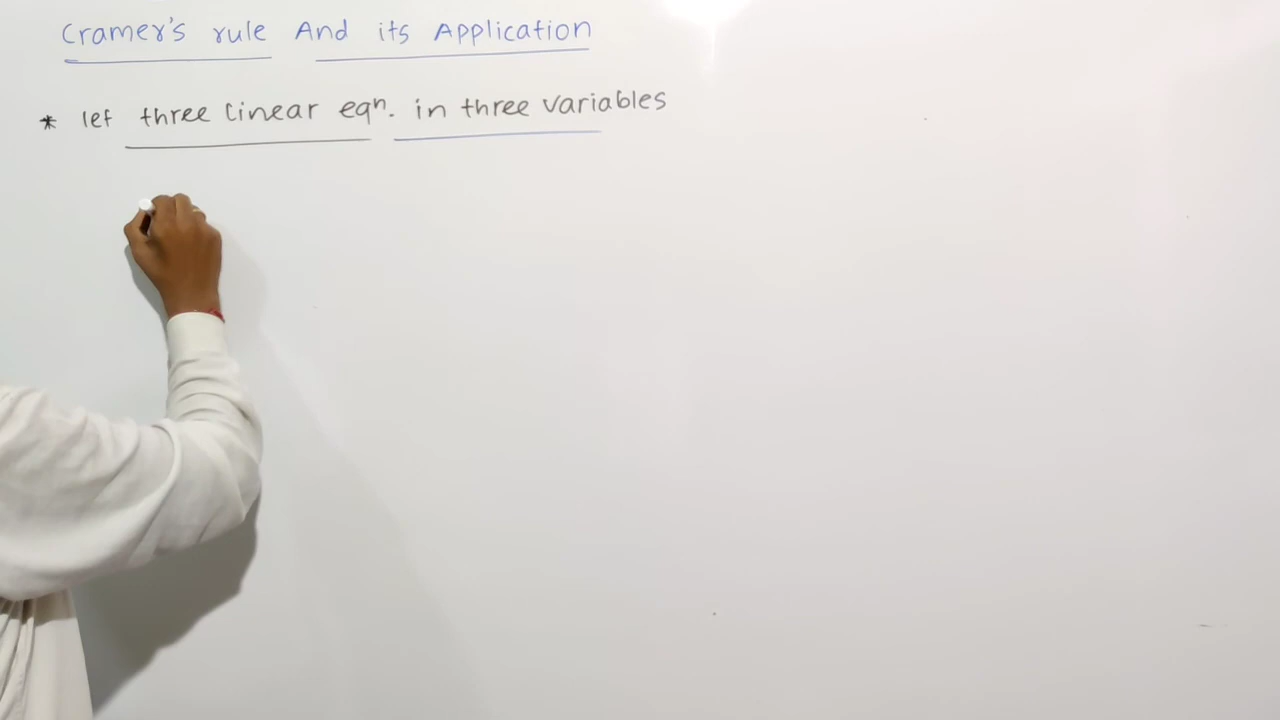 Cramer's rule And its Application
* let three linear eqn. in three variables